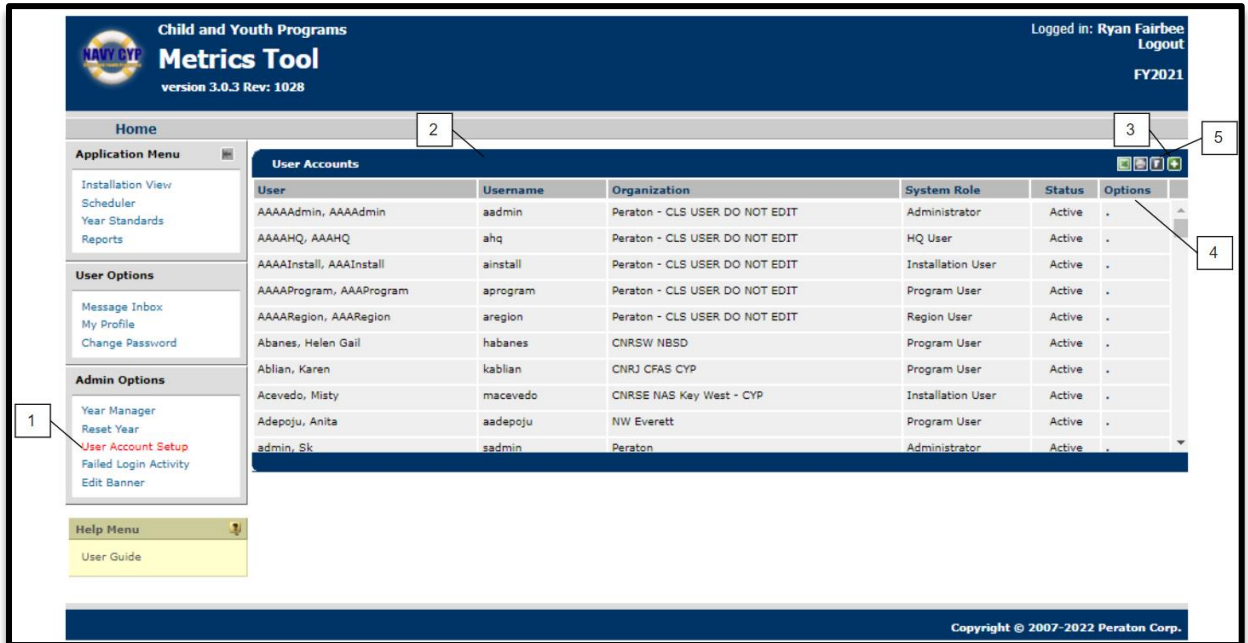 Child and Youth Programs
Metrics Tool
version 3.0.3 Rev: 1028
NAVY CYP
Logged in: Ryan Fairbee
Logout
FY2021
Home
Application Menu
Installation View
Scheduler
Year Standards
Reports
User Options
Message Inbox
My Profile
Change Password
Admin Options
Year Manager
Reset Year
User Account Setup
Failed Login Activity
Edit Banner
Help Menu
User Guide
1
2
3
5
4
User Accounts
User Username Organization System Role Status Options
AAAAAdmin, AAAAdmin aadmin Peraton - CLS USER DO NOT EDIT Administrator Active .
AAAAHQ, AAAHQ ahq Peraton - CLS USER DO NOT EDIT HQ User Active .
AAAAInstall, AAAInstall ainstall Peraton - CLS USER DO NOT EDIT Installation User Active .
AAAAProgram, AAAProgram aprogram Peraton - CLS USER DO NOT EDIT Program User Active .
AAAARegion, AAARegion aregion Peraton - CLS USER DO NOT EDIT Region User Active .
Abanes, Helen Gail habanes CNRSW NBSD Program User Active .
Ablian, Karen kablian CNRJ CFAS CYP Program User Active .
Acevedo, Misty macevedo CNRSE NAS Key West - CYP Installation User Active .
Adepoju, Anita aadepoju NW Everett Program User Active .
admin, Sk sadmin Peraton Administrator Active .
Copyright © 2007-2022 Peraton Corp.